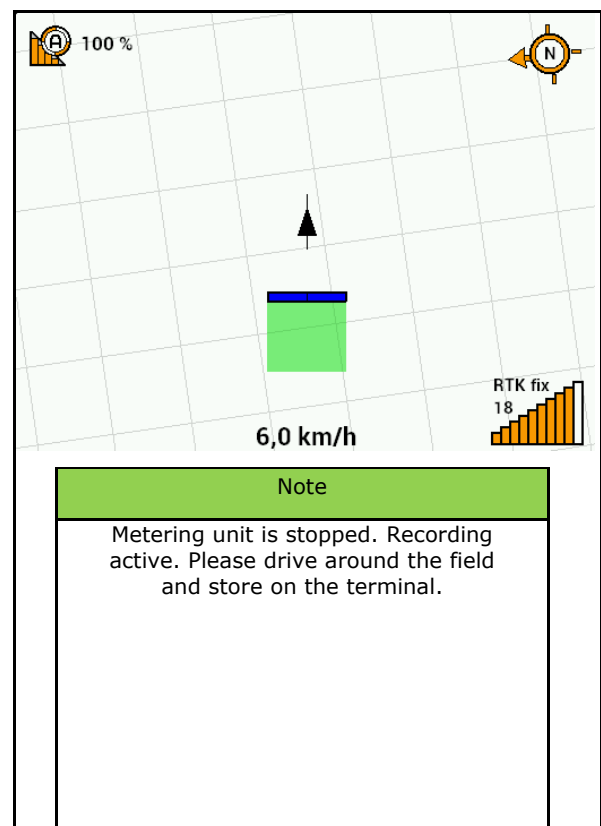 A 100 %
N
RTK fix
18
6,0 km/h
Note
Metering unit is stopped. Recording
active. Please drive around the field
and store on the terminal.